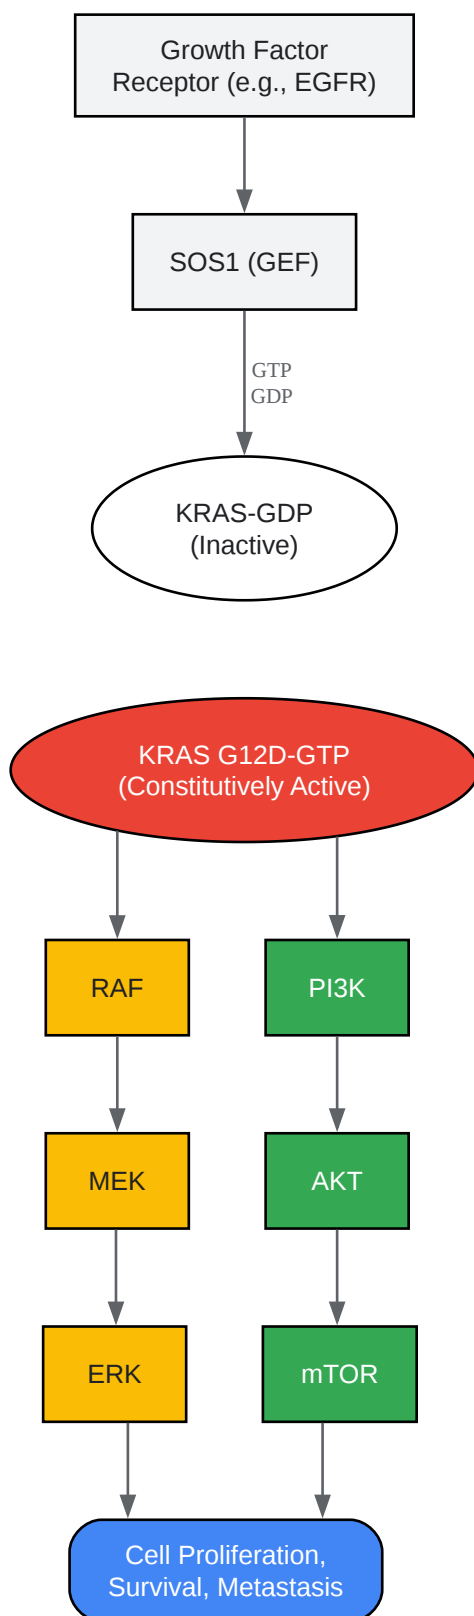 Growth Factor
Receptor (e.g., EGFR)
SOS1 (GEF)
GTP
GDP
KRAS-GDP
(Inactive)
KRAS G12D-GTP
(Constitutively Active)
RAF
PI3K
MEK
AKT
ERK
mTOR
Cell Proliferation,
Survival, Metastasis